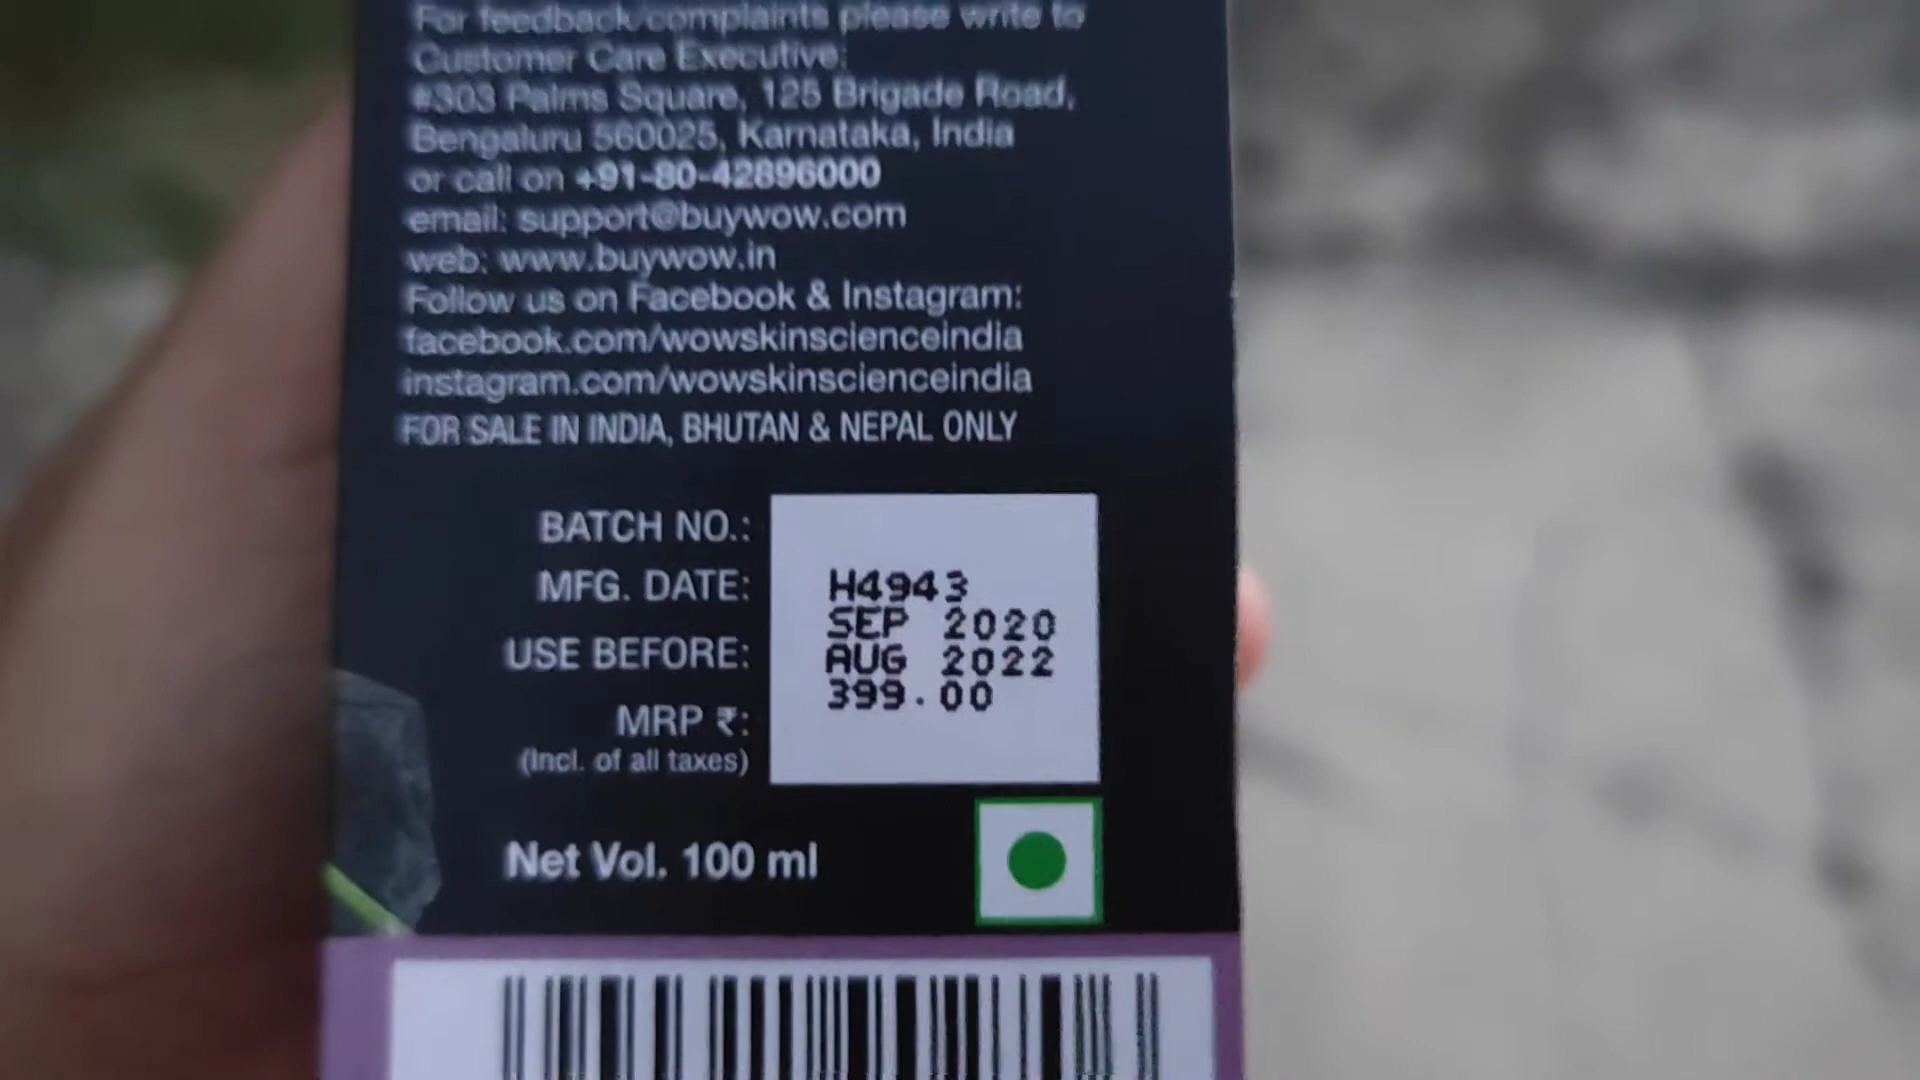 For feedback/complaints please write to
Customer Care Executive:
#303 Palms Square, 125 Brigade Road,
Bengaluru 560025, Karnataka, India
or call on +91-80-42896000
email: support@buywow.com
web: www.buywow.in
Follow us on Facebook & Instagram:
facebook.com/wowskinscienceindia
instagram.com/wowskinscienceindia
FOR SALE IN INDIA, BHUTAN & NEPAL ONLY
BATCH NO.: H4943
MFG. DATE: SEP 2020
USE BEFORE: AUG 2022
MRP ₹: 399.00
(Incl. of all taxes)
Net Vol. 100 ml